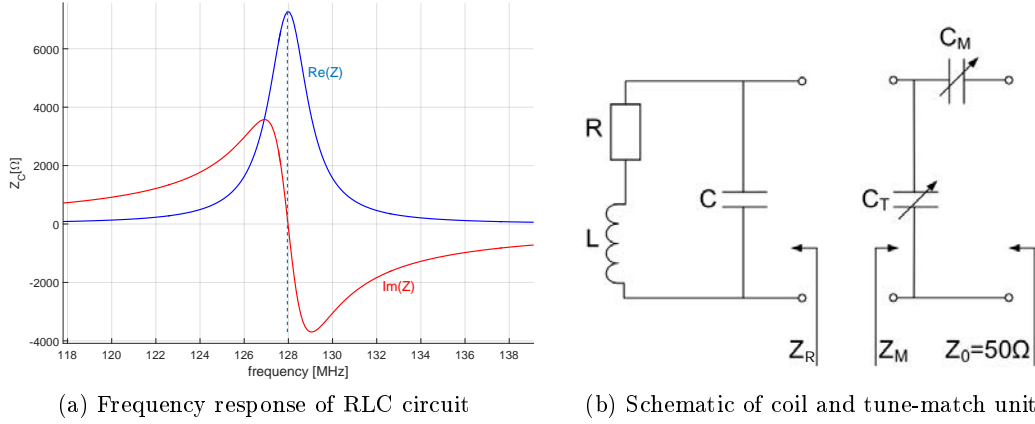 6000
4000
2000
0
-2000
-4000
Z_C[Ω]
Re(Z)
Im(Z)
118 120 122 124 126 128 130 132 134 136 138
frequency [MHz]
(a) Frequency response of RLC circuit
R
L
C
Z_R
C_M
C_T
Z_M
Z_0=50Ω
(b) Schematic of coil and tune-match unit